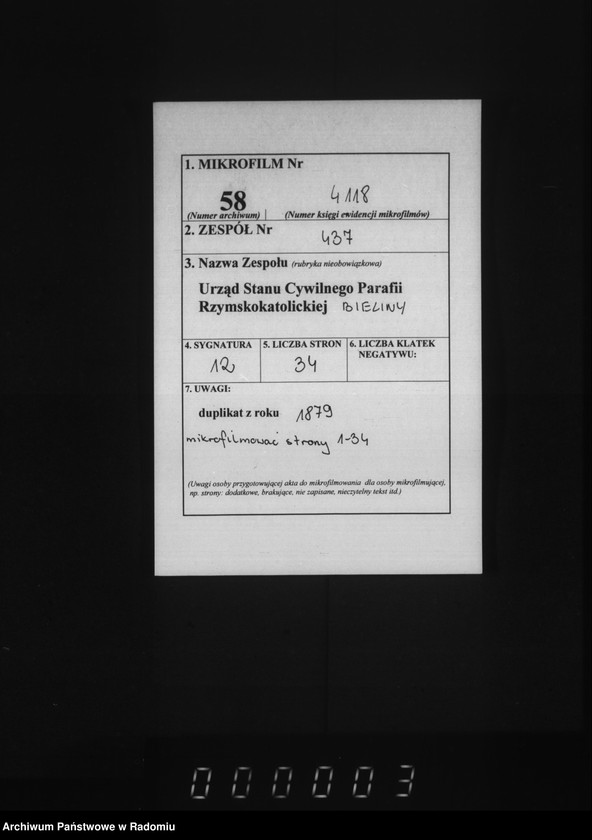 1. MIKROFILM Nr
58 4118
(Numer archiwum) (Numer księgi ewidencji mikrofilmów)
2. ZESPÓŁ Nr 437
3. Nazwa Zespołu (rubryka nieobowiązkowa)
Urząd Stanu Cywilnego Parafii
Rzymskokatolickiej BIELINY
4. SYGNATURA 5. LICZBA STRON 6. LICZBA KLATEK
NEGATYWU:
12 34
7. UWAGI:
duplikat z roku 1879
mikrofilmować strony 1-34
(Uwagi osoby przygotowującej akta do mikrofilmowania dla osoby mikrofilmującej,
np. strony: dodatkowe, brakujące, nie zapisane, nieczytelny tekst itd.)
000003
Archiwum Państwowe w Radomiu